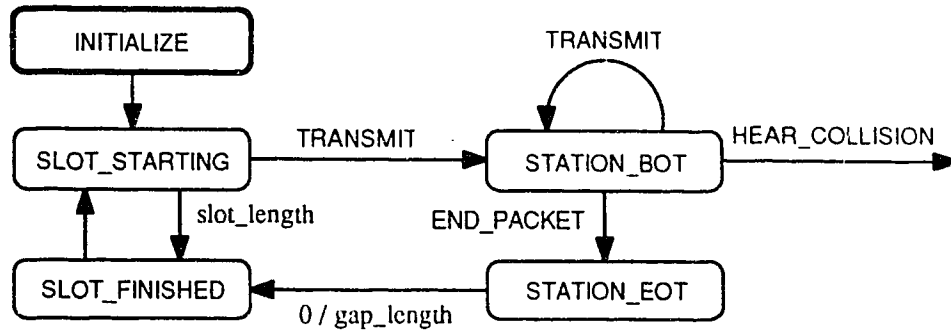 INITIALIZE
TRANSMIT
SLOT_STARTING
TRANSMIT
STATION_BOT
HEAR_COLLISION
slot_length
END_PACKET
SLOT_FINISHED
0 / gap_length
STATION_EOT